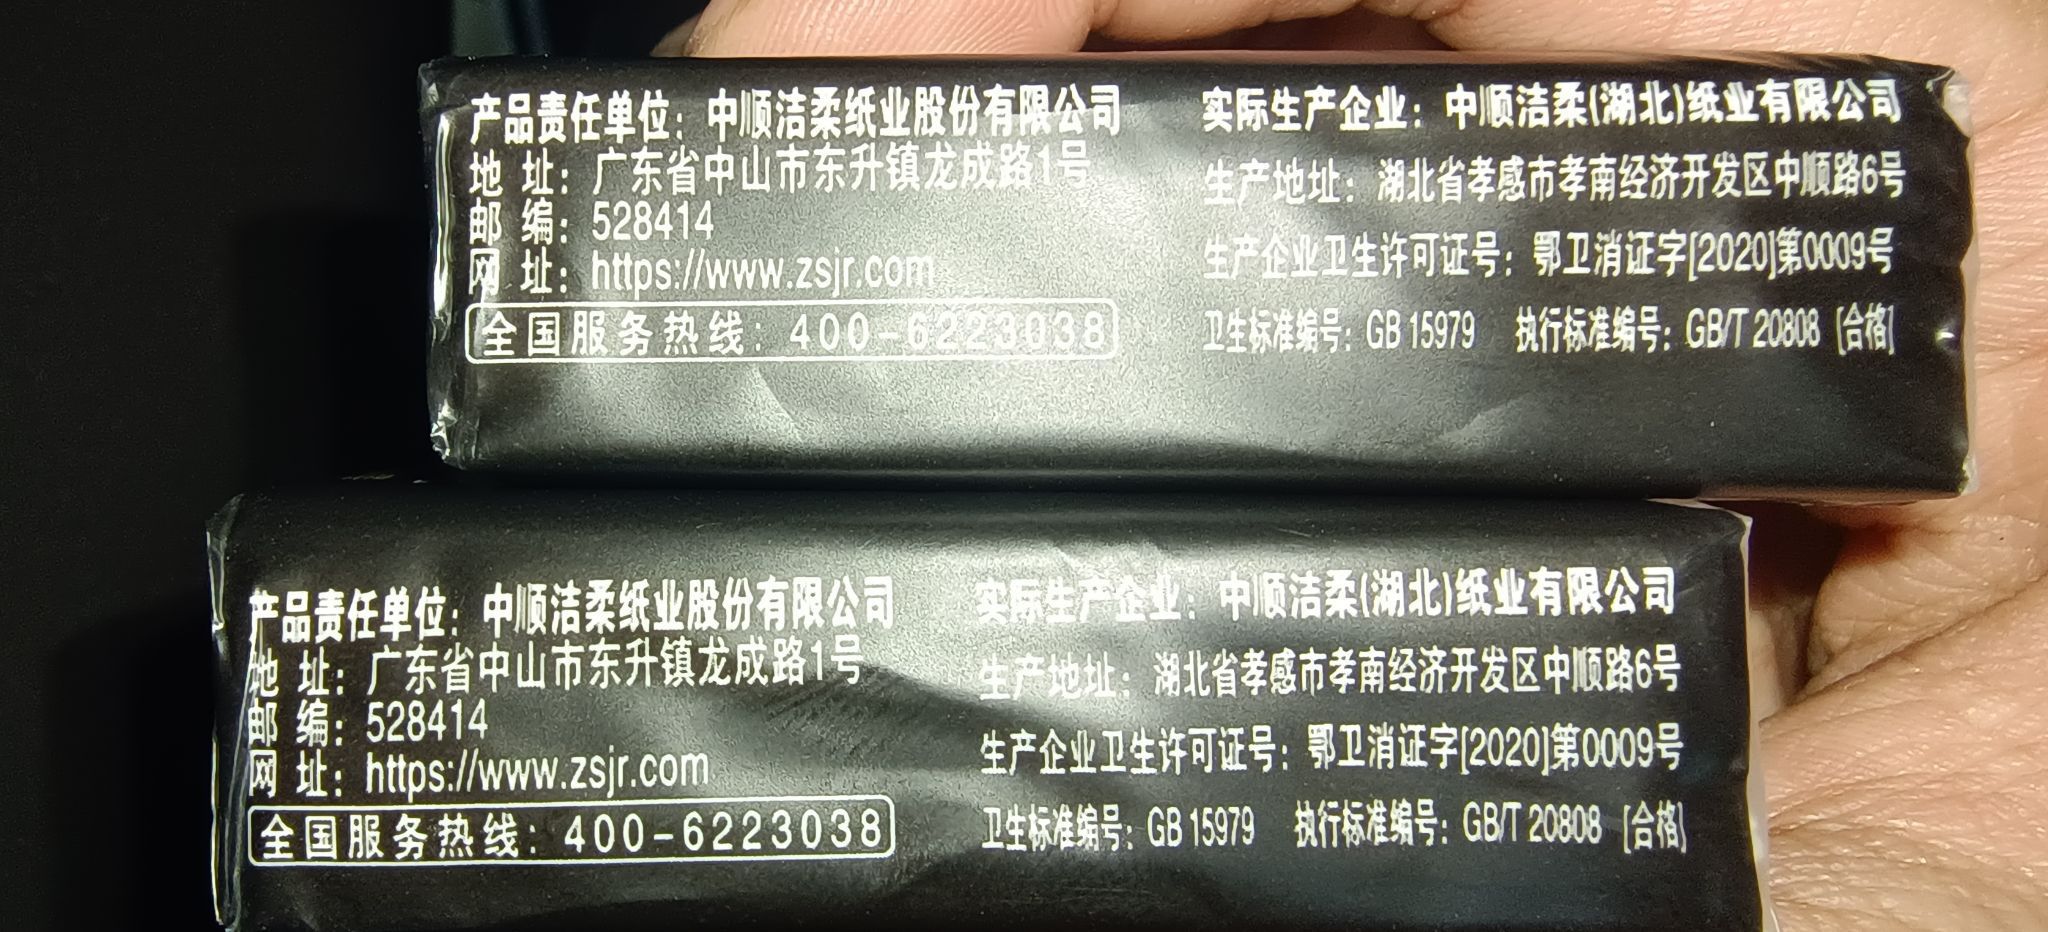 产品责任单位：中顺洁柔纸业股份有限公司
地 址：广东省中山市东升镇龙成路1号
邮 编：528414
网 址：https://www.zsjr.com
全国服务热线：400-6223038
实际生产企业：中顺洁柔(湖北)纸业有限公司
生产地址：湖北省孝感市孝南经济开发区中顺路6号
生产企业卫生许可证号：鄂卫消证字[2020]第0009号
卫生标准编号：GB 15979 执行标准编号：GB/T 20808 [合格]
产品责任单位：中顺洁柔纸业股份有限公司
地 址：广东省中山市东升镇龙成路1号
邮 编：528414
网 址：https://www.zsjr.com
全国服务热线：400-6223038
实际生产企业：中顺洁柔(湖北)纸业有限公司
生产地址：湖北省孝感市孝南经济开发区中顺路6号
生产企业卫生许可证号：鄂卫消证字[2020]第0009号
卫生标准编号：GB 15979 执行标准编号：GB/T 20808 [合格]